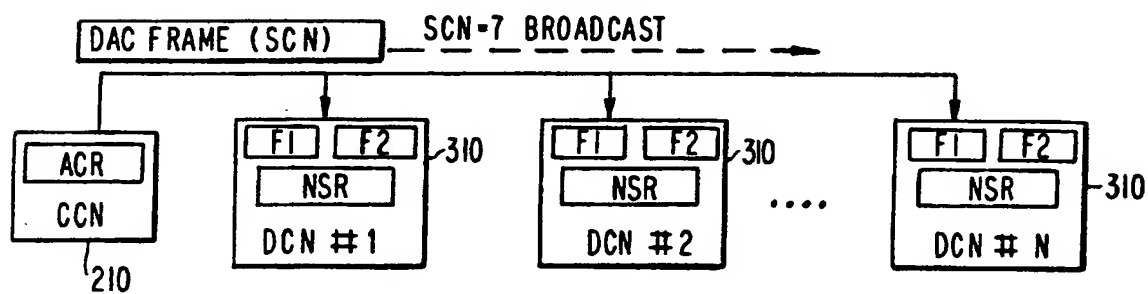 DAC FRAME (SCN)
SCN=7 BROADCAST
ACR
CCN
210
F1 F2
NSR
DCN #1
310
F1 F2
NSR
DCN #2
310
....
F1 F2
NSR
DCN # N
310